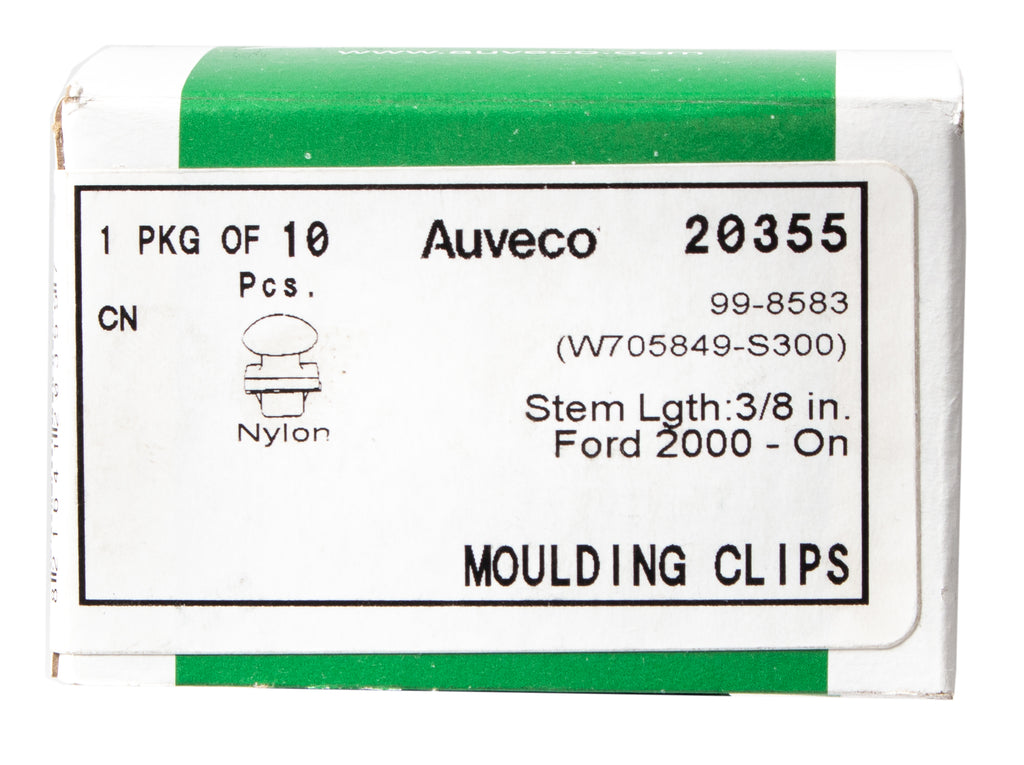 www.auveco.com
1 PKG OF 10 Auveco 20355
Pcs.
CN
99-8583
(W705849-S300)
Stem Lgth:3/8 in.
Nylon
Ford 2000 - On
MOULDING CLIPS